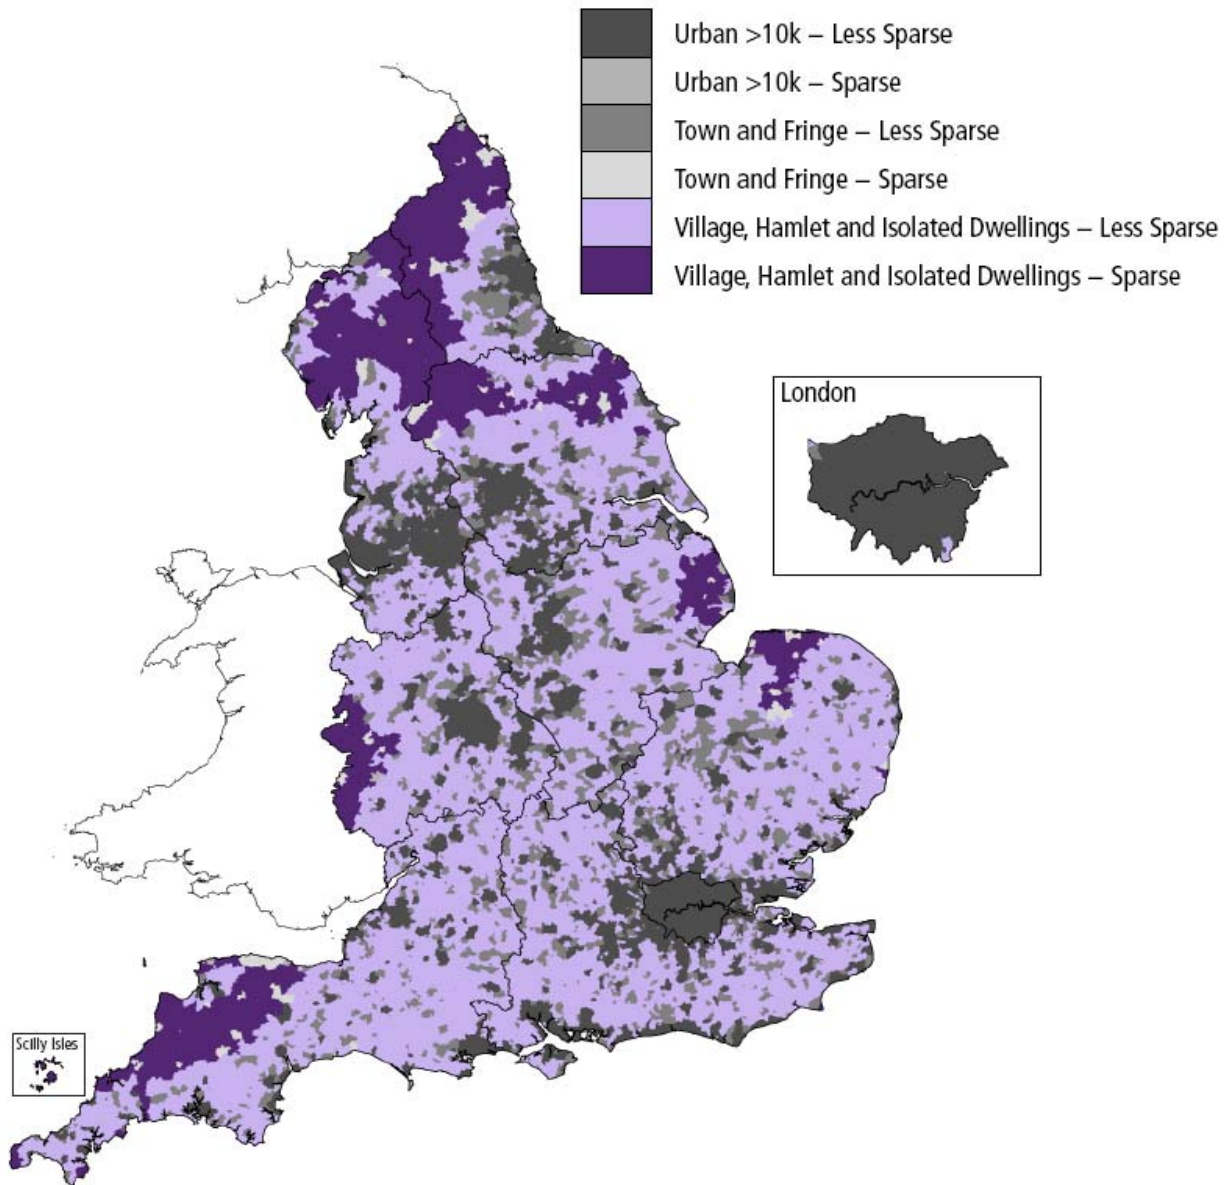 Urban >10k – Less Sparse
Urban >10k – Sparse
Town and Fringe – Less Sparse
Town and Fringe – Sparse
Village, Hamlet and Isolated Dwellings – Less Sparse
Village, Hamlet and Isolated Dwellings – Sparse
London
Scilly Isles